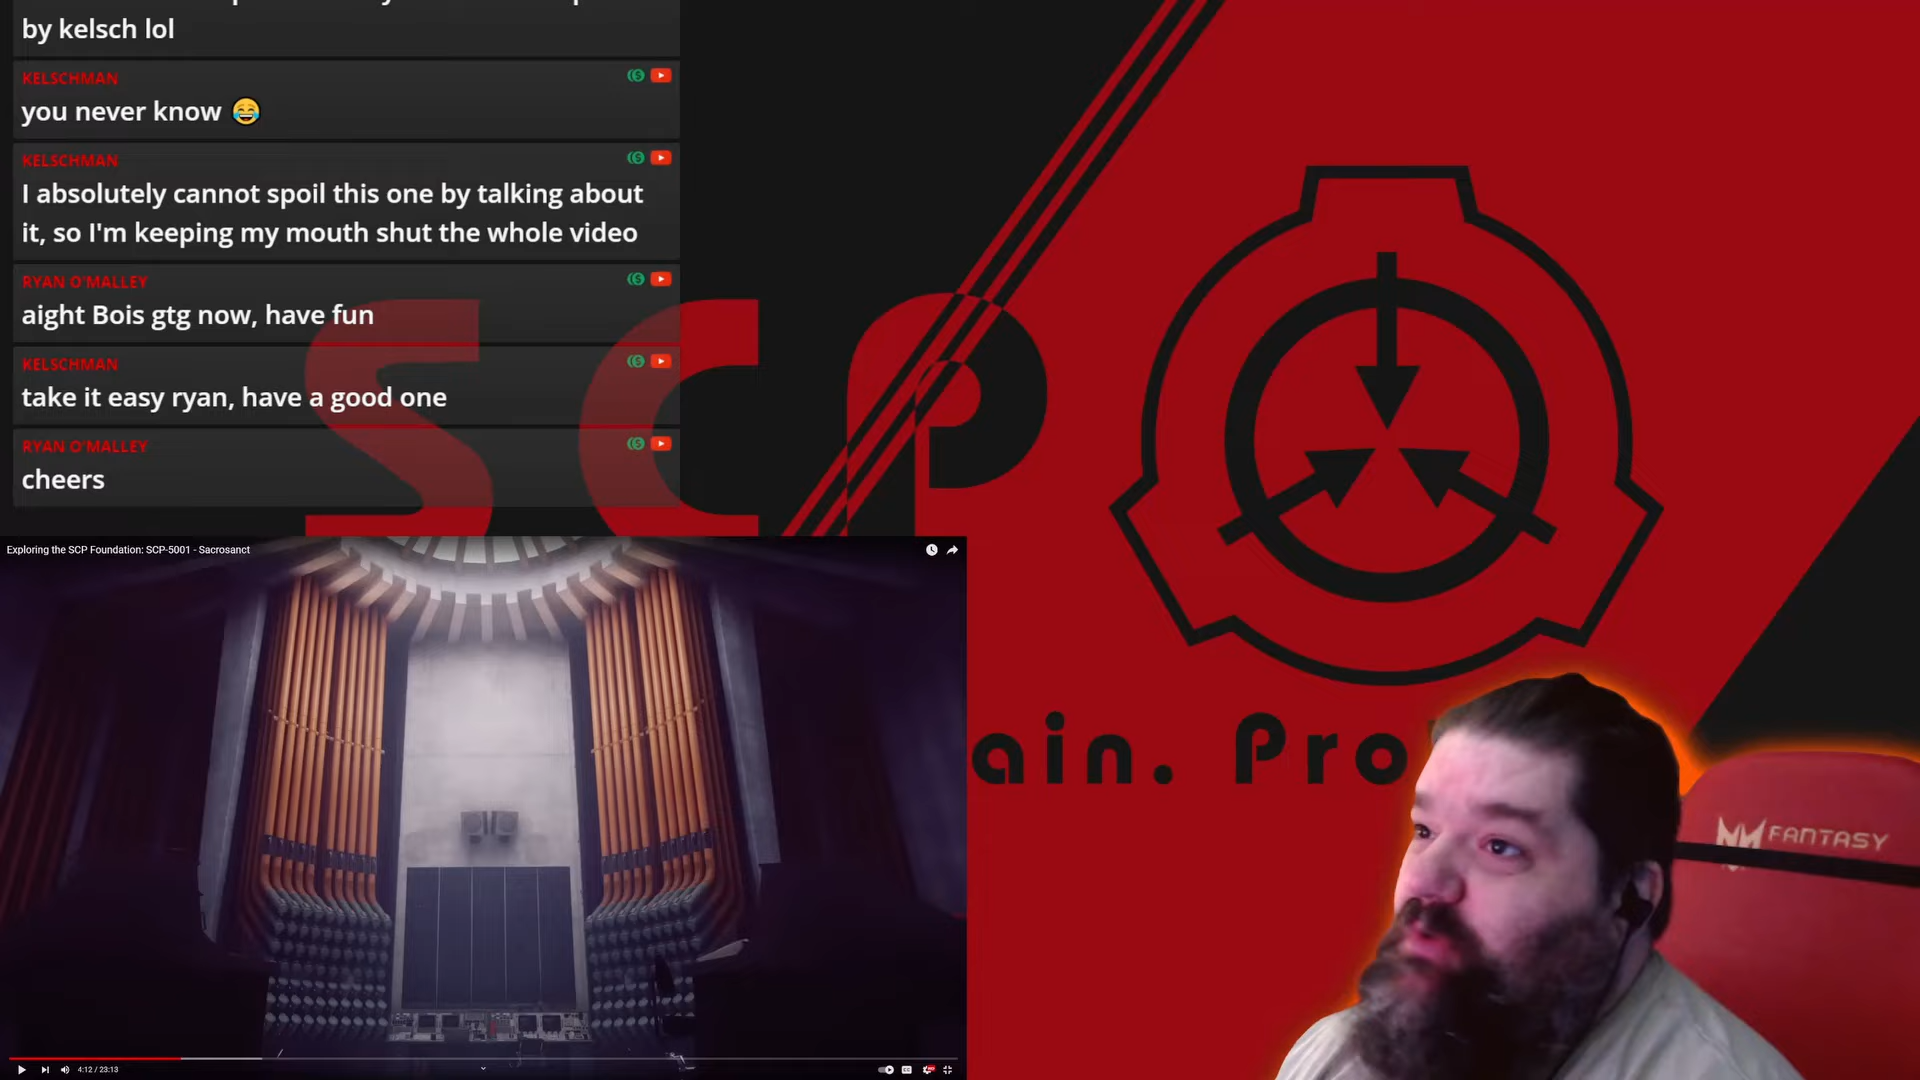 by kelsch lol
KELSCHMAN
you never know
KELSCHMAN
I absolutely cannot spoil this one by talking about
it, so I'm keeping my mouth shut the whole video
RYAN O'MALLEY
aight Bois gtg now, have fun
KELSCHMAN
take it easy ryan, have a good one
RYAN O'MALLEY
cheers
SCP
Exploring the SCP Foundation: SCP-5001 - Sacrosanct
ain. Pro
FANTASY
4:12 / 23:13